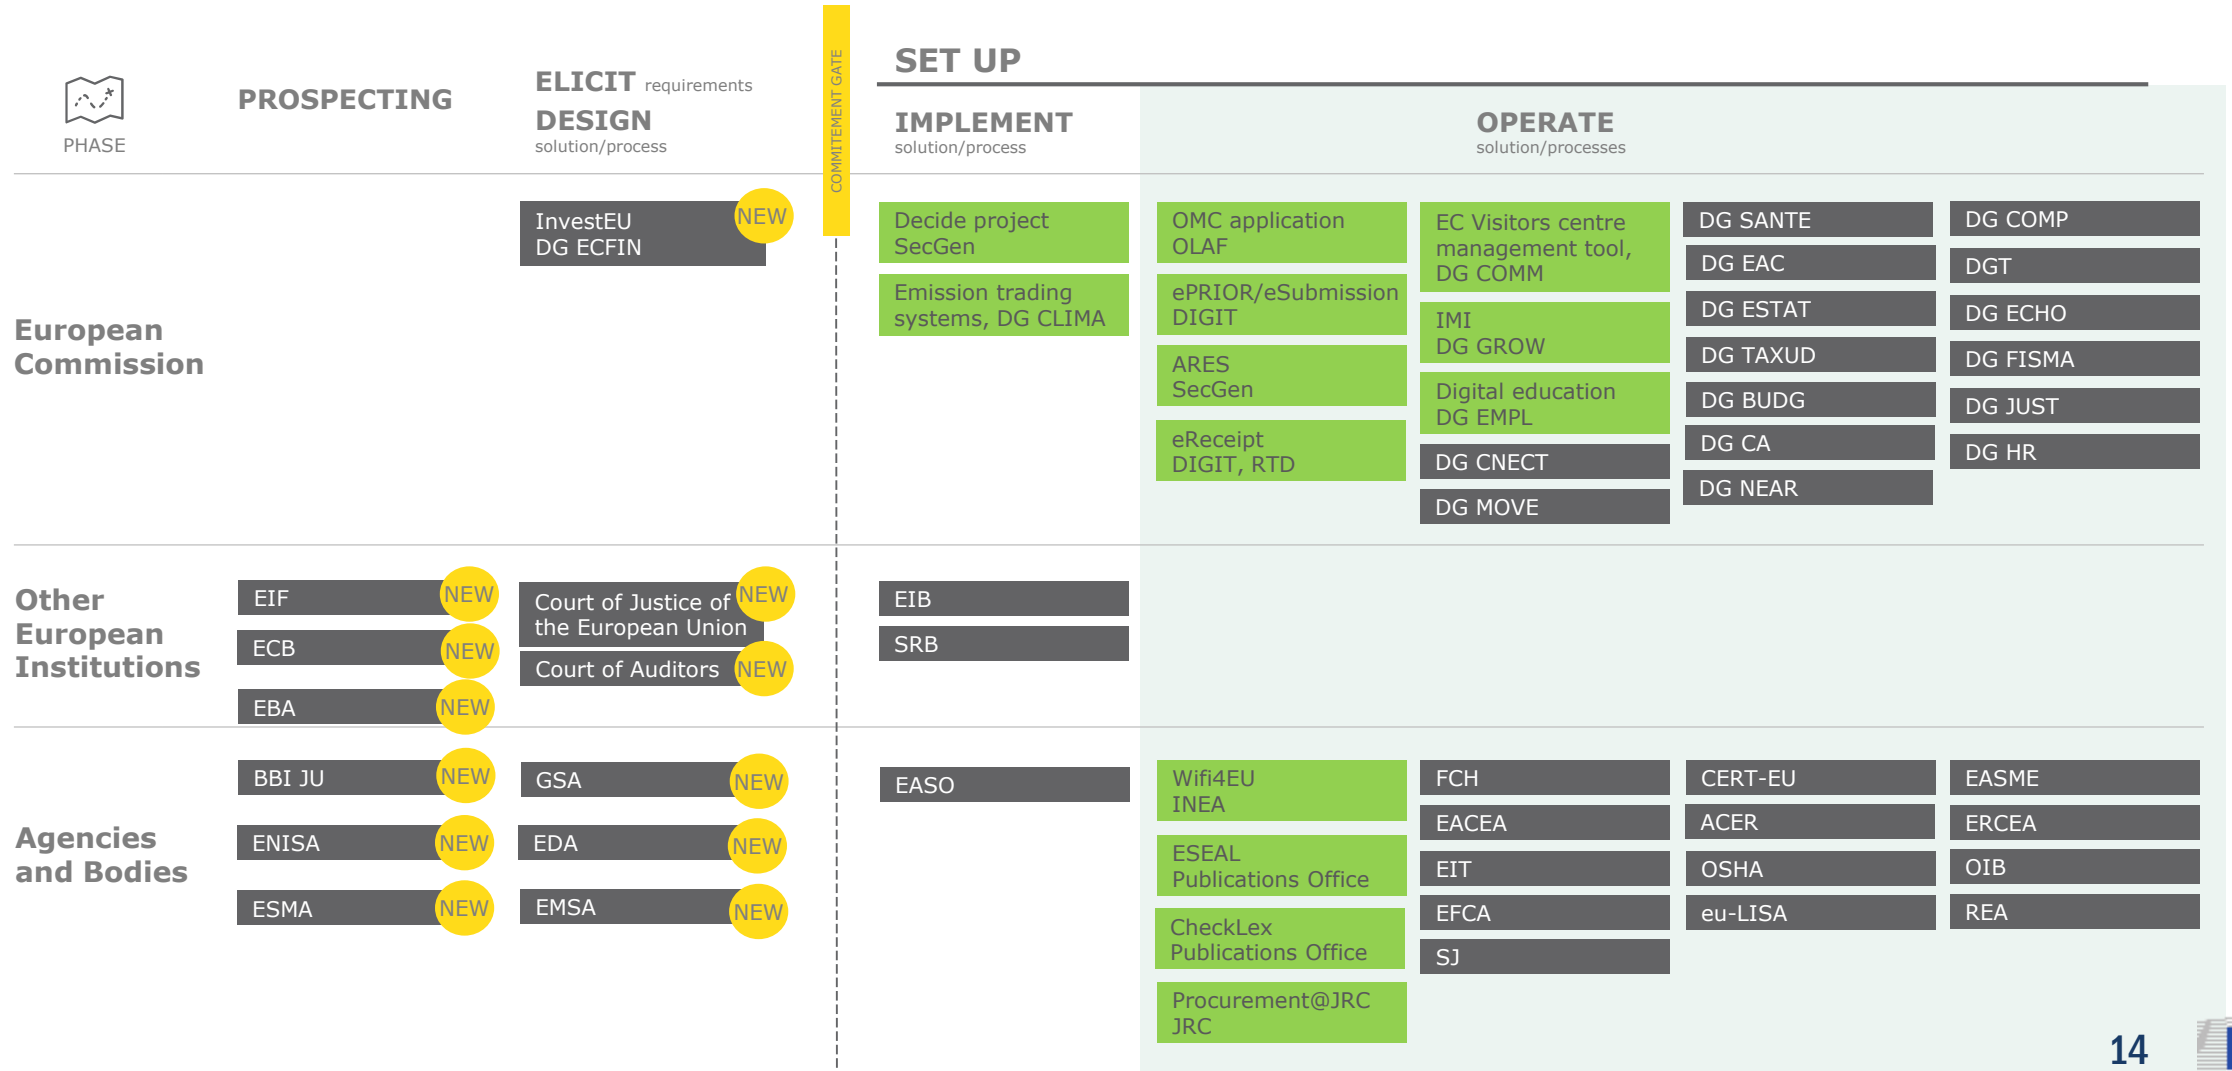 PHASE
PROSPECTING
ELICIT requirements
DESIGN
solution/process
COMMITEMENT GATE
SET UP
IMPLEMENT
solution/process
OPERATE
solution/processes
European
Commission
InvestEU
DG ECFIN
NEW
Decide project
SecGen
Emission trading
systems, DG CLIMA
OMC application
OLAF
ePRIOR/eSubmission
DIGIT
ARES
SecGen
eReceipt
DIGIT, RTD
EC Visitors centre
management tool,
DG COMM
IMI
DG GROW
Digital education
DG EMPL
DG CNECT
DG MOVE
DG SANTE
DG EAC
DG ESTAT
DG TAXUD
DG BUDG
DG CA
DG NEAR
DG COMP
DGT
DG ECHO
DG FISMA
DG JUST
DG HR
Other
European
Institutions
EIF
NEW
ECB
NEW
EBA
NEW
Court of Justice of
the European Union
NEW
Court of Auditors
NEW
EIB
SRB
Agencies
and Bodies
BBI JU
NEW
ENISA
NEW
ESMA
NEW
GSA
NEW
EDA
NEW
EMSA
NEW
EASO
Wifi4EU
INEA
ESEAL
Publications Office
CheckLex
Publications Office
Procurement@JRC
JRC
FCH
EACEA
EIT
EFCA
SJ
CERT-EU
ACER
OSHA
eu-LISA
EASME
ERCEA
OIB
REA
14